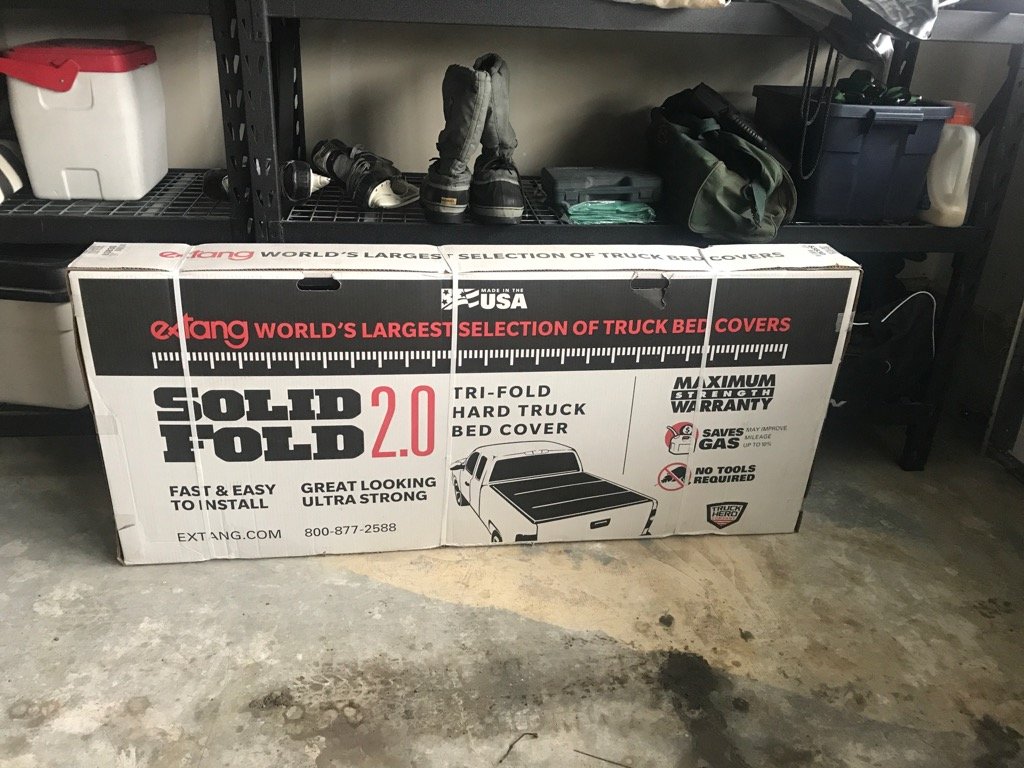 extang WORLD'S LARGEST SELECTION OF TRUCK BED COVERS
MADE IN THE
USA
extang WORLD'S LARGEST SELECTION OF TRUCK BED COVERS
SOLID
FOLD 2.0
TRI-FOLD
HARD TRUCK
BED COVER
FAST & EASY
TO INSTALL
GREAT LOOKING
ULTRA STRONG
EXTANG.COM 800-877-2588
MAXIMUM
STRENGTH
WARRANTY
SAVES
GAS
MAY IMPROVE
MILEAGE
UP TO 10%
NO TOOLS
REQUIRED
TRUCK
HERO